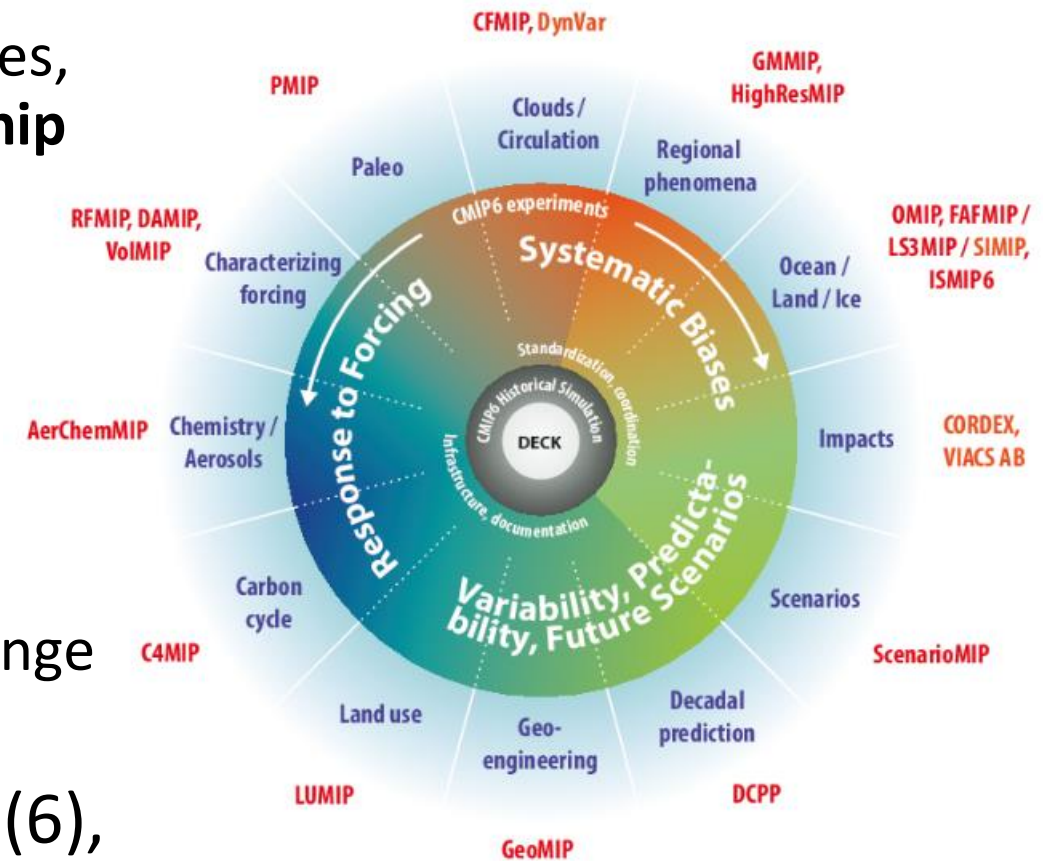 es,
nip
nge
(6),
CFMIP, DynVar
GMMIP,
HighResMIP
OMIP, FAFMIP /
LS3MIP / SIMIP,
ISMIP6
CORDEX,
VIACS AB
ScenarioMIP
DCPP
GeoMIP
LUMIP
C4MIP
AerChemMIP
RFMIP, DAMIP,
VolMIP
PMIP
Clouds /
Circulation
Regional
phenomena
Ocean /
Land / Ice
Impacts
Scenarios
Decadal
prediction
Geo-
engineering
Land use
Carbon
cycle
Chemistry /
Aerosols
Characterizing
forcing
Paleo
CMIP6 experiments
Systematic Biases
Variability, Predicta-
bility, Future Scenarios
Response to Forcing
Standardization, coordination
Infrastructure, documentation
CMIP6 Historical Simulation
DECK